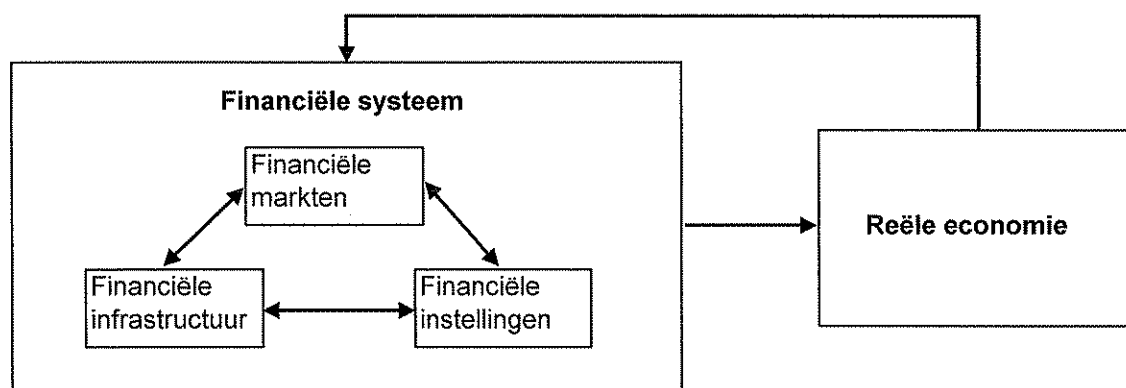 Financiële systeem
Financiële
markten
Financiële
infrastructuur
Financiële
instellingen
Reële economie